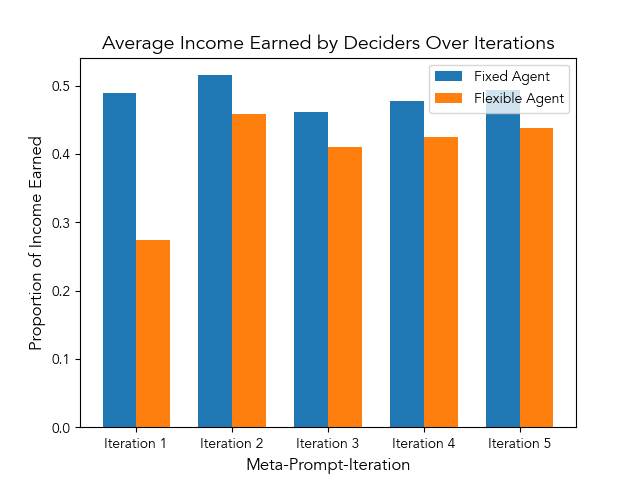 Average Income Earned by Deciders Over Iterations
Fixed Agent
Flexible Agent
Proportion of Income Earned
0.5
0.4
0.3
0.2
0.1
0.0
Iteration 1 Iteration 2 Iteration 3 Iteration 4 Iteration 5
Meta-Prompt-Iteration